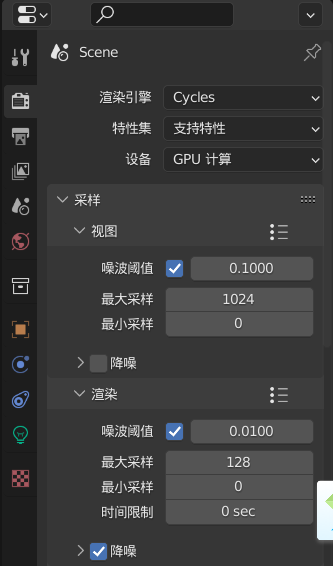 Scene
渲染引擎 Cycles
特性集 支持特性
设备 GPU 计算
采样
视图
噪波阈值 0.1000
最大采样 1024
最小采样 0
降噪
渲染
噪波阈值 0.0100
最大采样 128
最小采样 0
时间限制 0 sec
降噪